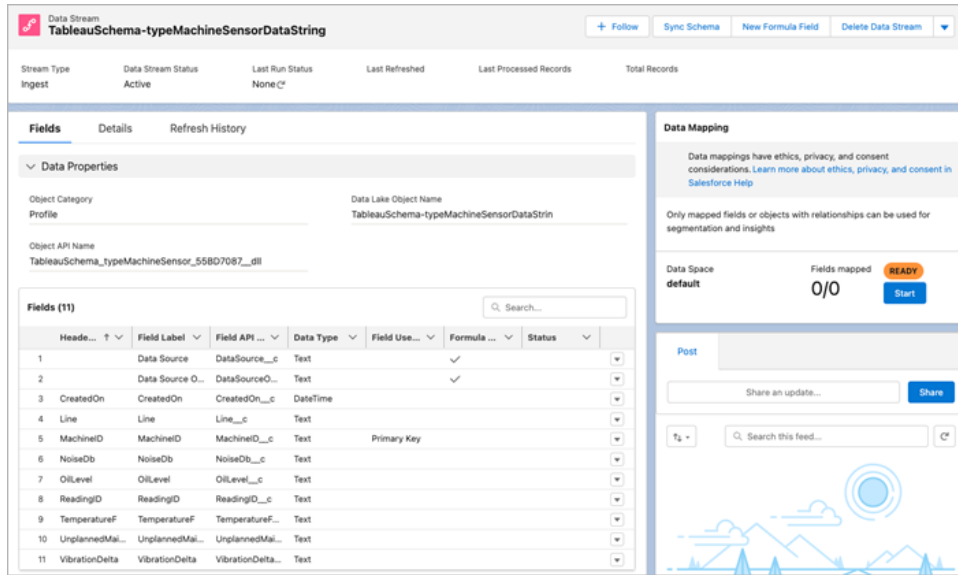 Data Stream
TableauSchema-typeMachineSensorDataString
+ Follow
Sync Schema
New Formula Field
Delete Data Stream
Stream Type
Data Stream Status
Last Run Status
Last Refreshed
Last Processed Records
Total Records
Ingest
Active
None
Fields
Details
Refresh History
Data Properties
Object Category
Data Lake Object Name
Profile
TableauSchema-typeMachineSensorDataStrin
Object API Name
TableauSchema_typeMachineSensor_55BD7087__dll
Fields (11)
Search...
Heade... Field Label Field API ... Data Type Field Use... Formula ... Status
1 Data Source DataSource__c Text
2 Data Source O... DataSourceO... Text
3 CreatedOn CreatedOn CreatedOn__c DateTime
4 Line Line Line__c Text
5 MachineID MachineID MachineID__c Text Primary Key
6 NoiseDb NoiseDb NoiseDb__c Text
7 OilLevel OilLevel OilLevel__c Text
8 ReadingID ReadingID ReadingID__c Text
9 TemperatureF TemperatureF TemperatureF... Text
10 UnplannedMai... UnplannedMai... UnplannedMai... Text
11 VibrationDelta VibrationDelta VibrationDelta... Text
Data Mapping
Data mappings have ethics, privacy, and consent
considerations. Learn more about ethics, privacy, and consent in
Salesforce Help
Only mapped fields or objects with relationships can be used for
segmentation and insights
Data Space
default
Fields mapped
0/0
READY
Start
Post
Share an update...
Share
Search this feed...